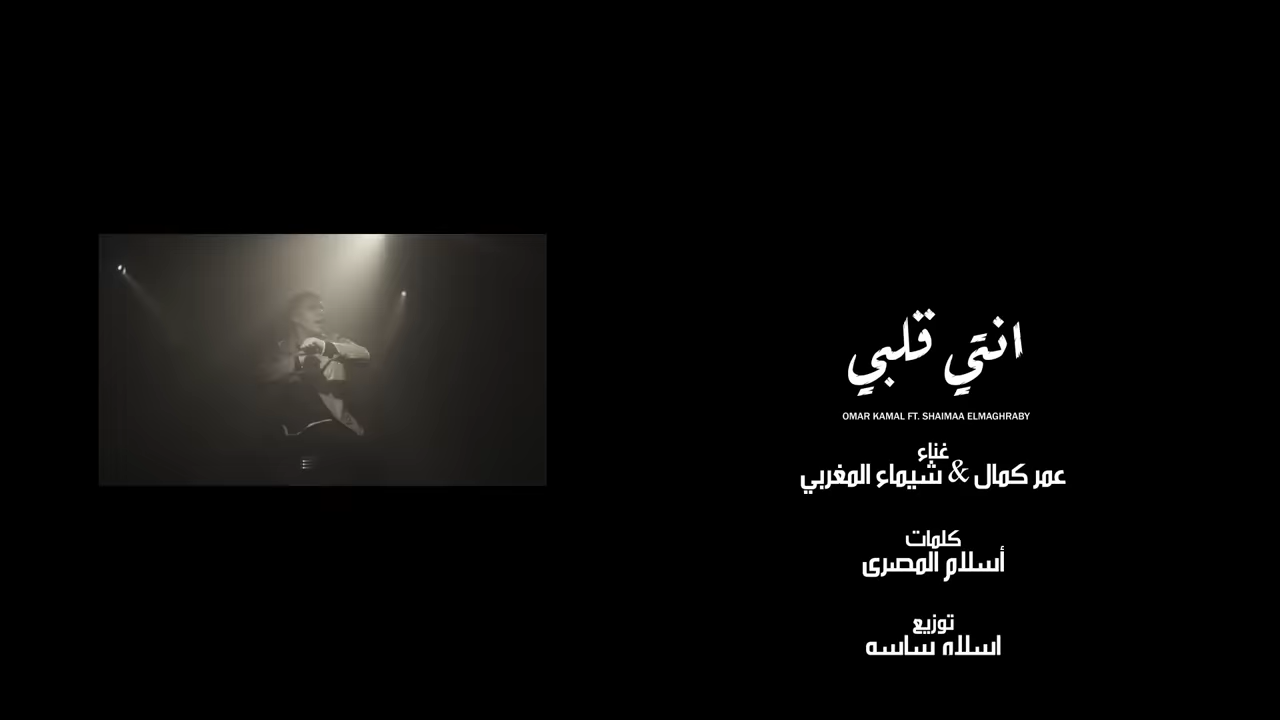 انتي قلبي
OMAR KAMAL FT. SHAIMAA ELMAGHRABY
غناء
عمر كمال & شيماء المغربي
كلمات
أسلام المصرى
توزيع
اسلام ساسه